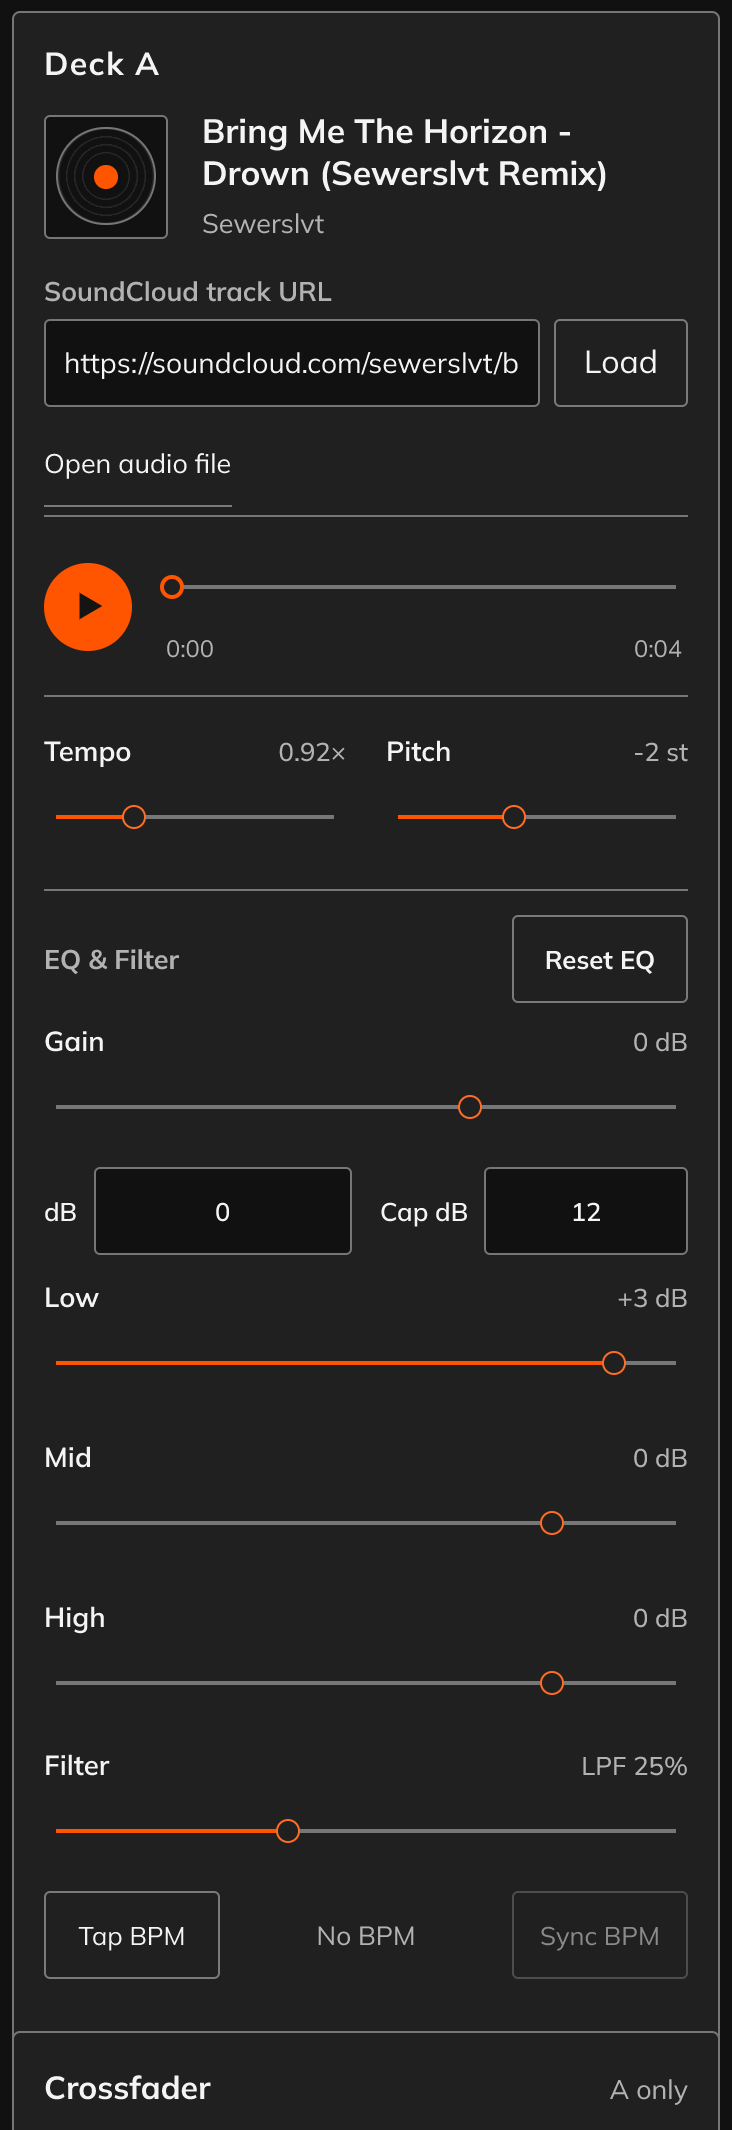 Deck A
Bring Me The Horizon -
Drown (Sewerslvt Remix)
Sewerslvt
SoundCloud track URL
https://soundcloud.com/sewerslvt/b
Load
Open audio file
0:00
0:04
Tempo
0.92×
Pitch
-2 st
EQ & Filter
Reset EQ
Gain
0 dB
dB
0
Cap dB
12
Low
+3 dB
Mid
0 dB
High
0 dB
Filter
LPF 25%
Tap BPM
No BPM
Sync BPM
Crossfader
A only